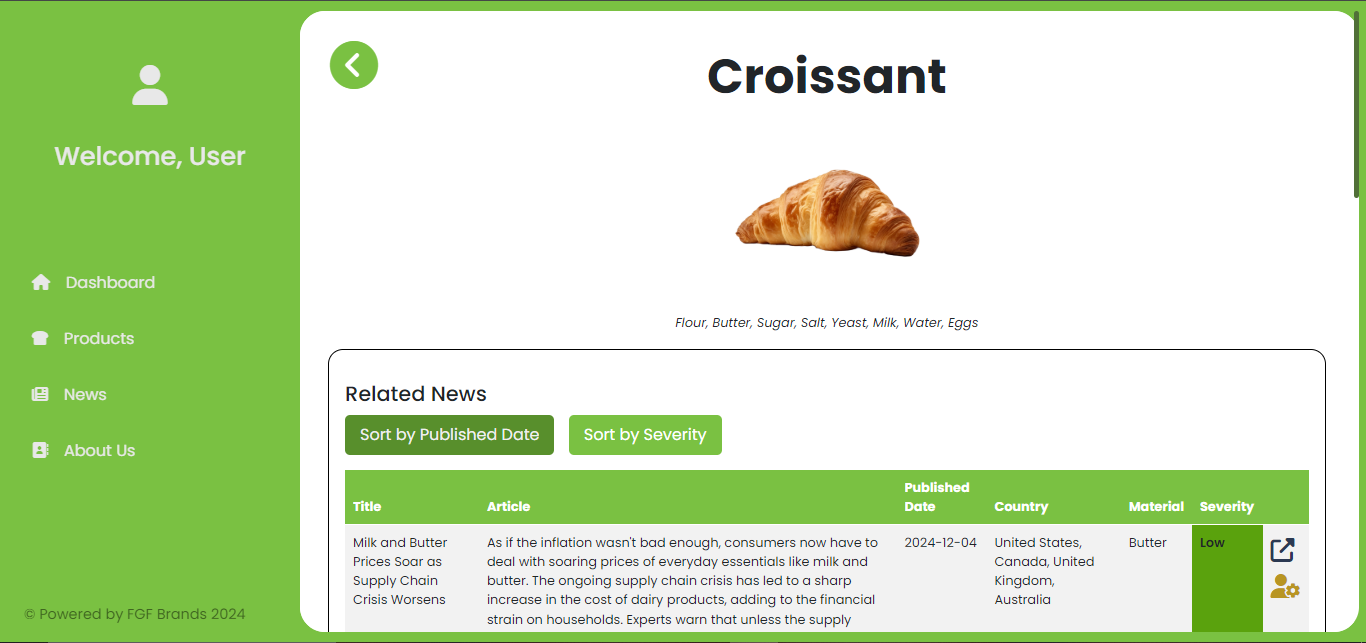 Welcome, User
Dashboard
Products
News
About Us
© Powered by FGF Brands 2024
Croissant
Flour, Butter, Sugar, Salt, Yeast, Milk, Water, Eggs
Related News
Sort by Published Date
Sort by Severity
Title
Article
Published
Date
Country
Material
Severity
Milk and Butter
Prices Soar as
Supply Chain
Crisis Worsens
As if the inflation wasn't bad enough, consumers now have to
deal with soaring prices of everyday essentials like milk and
butter. The ongoing supply chain crisis has led to a sharp
increase in the cost of dairy products, adding to the financial
strain on households. Experts warn that unless the supply
2024-12-04
United States,
Canada, United
Kingdom,
Australia
Butter
Low